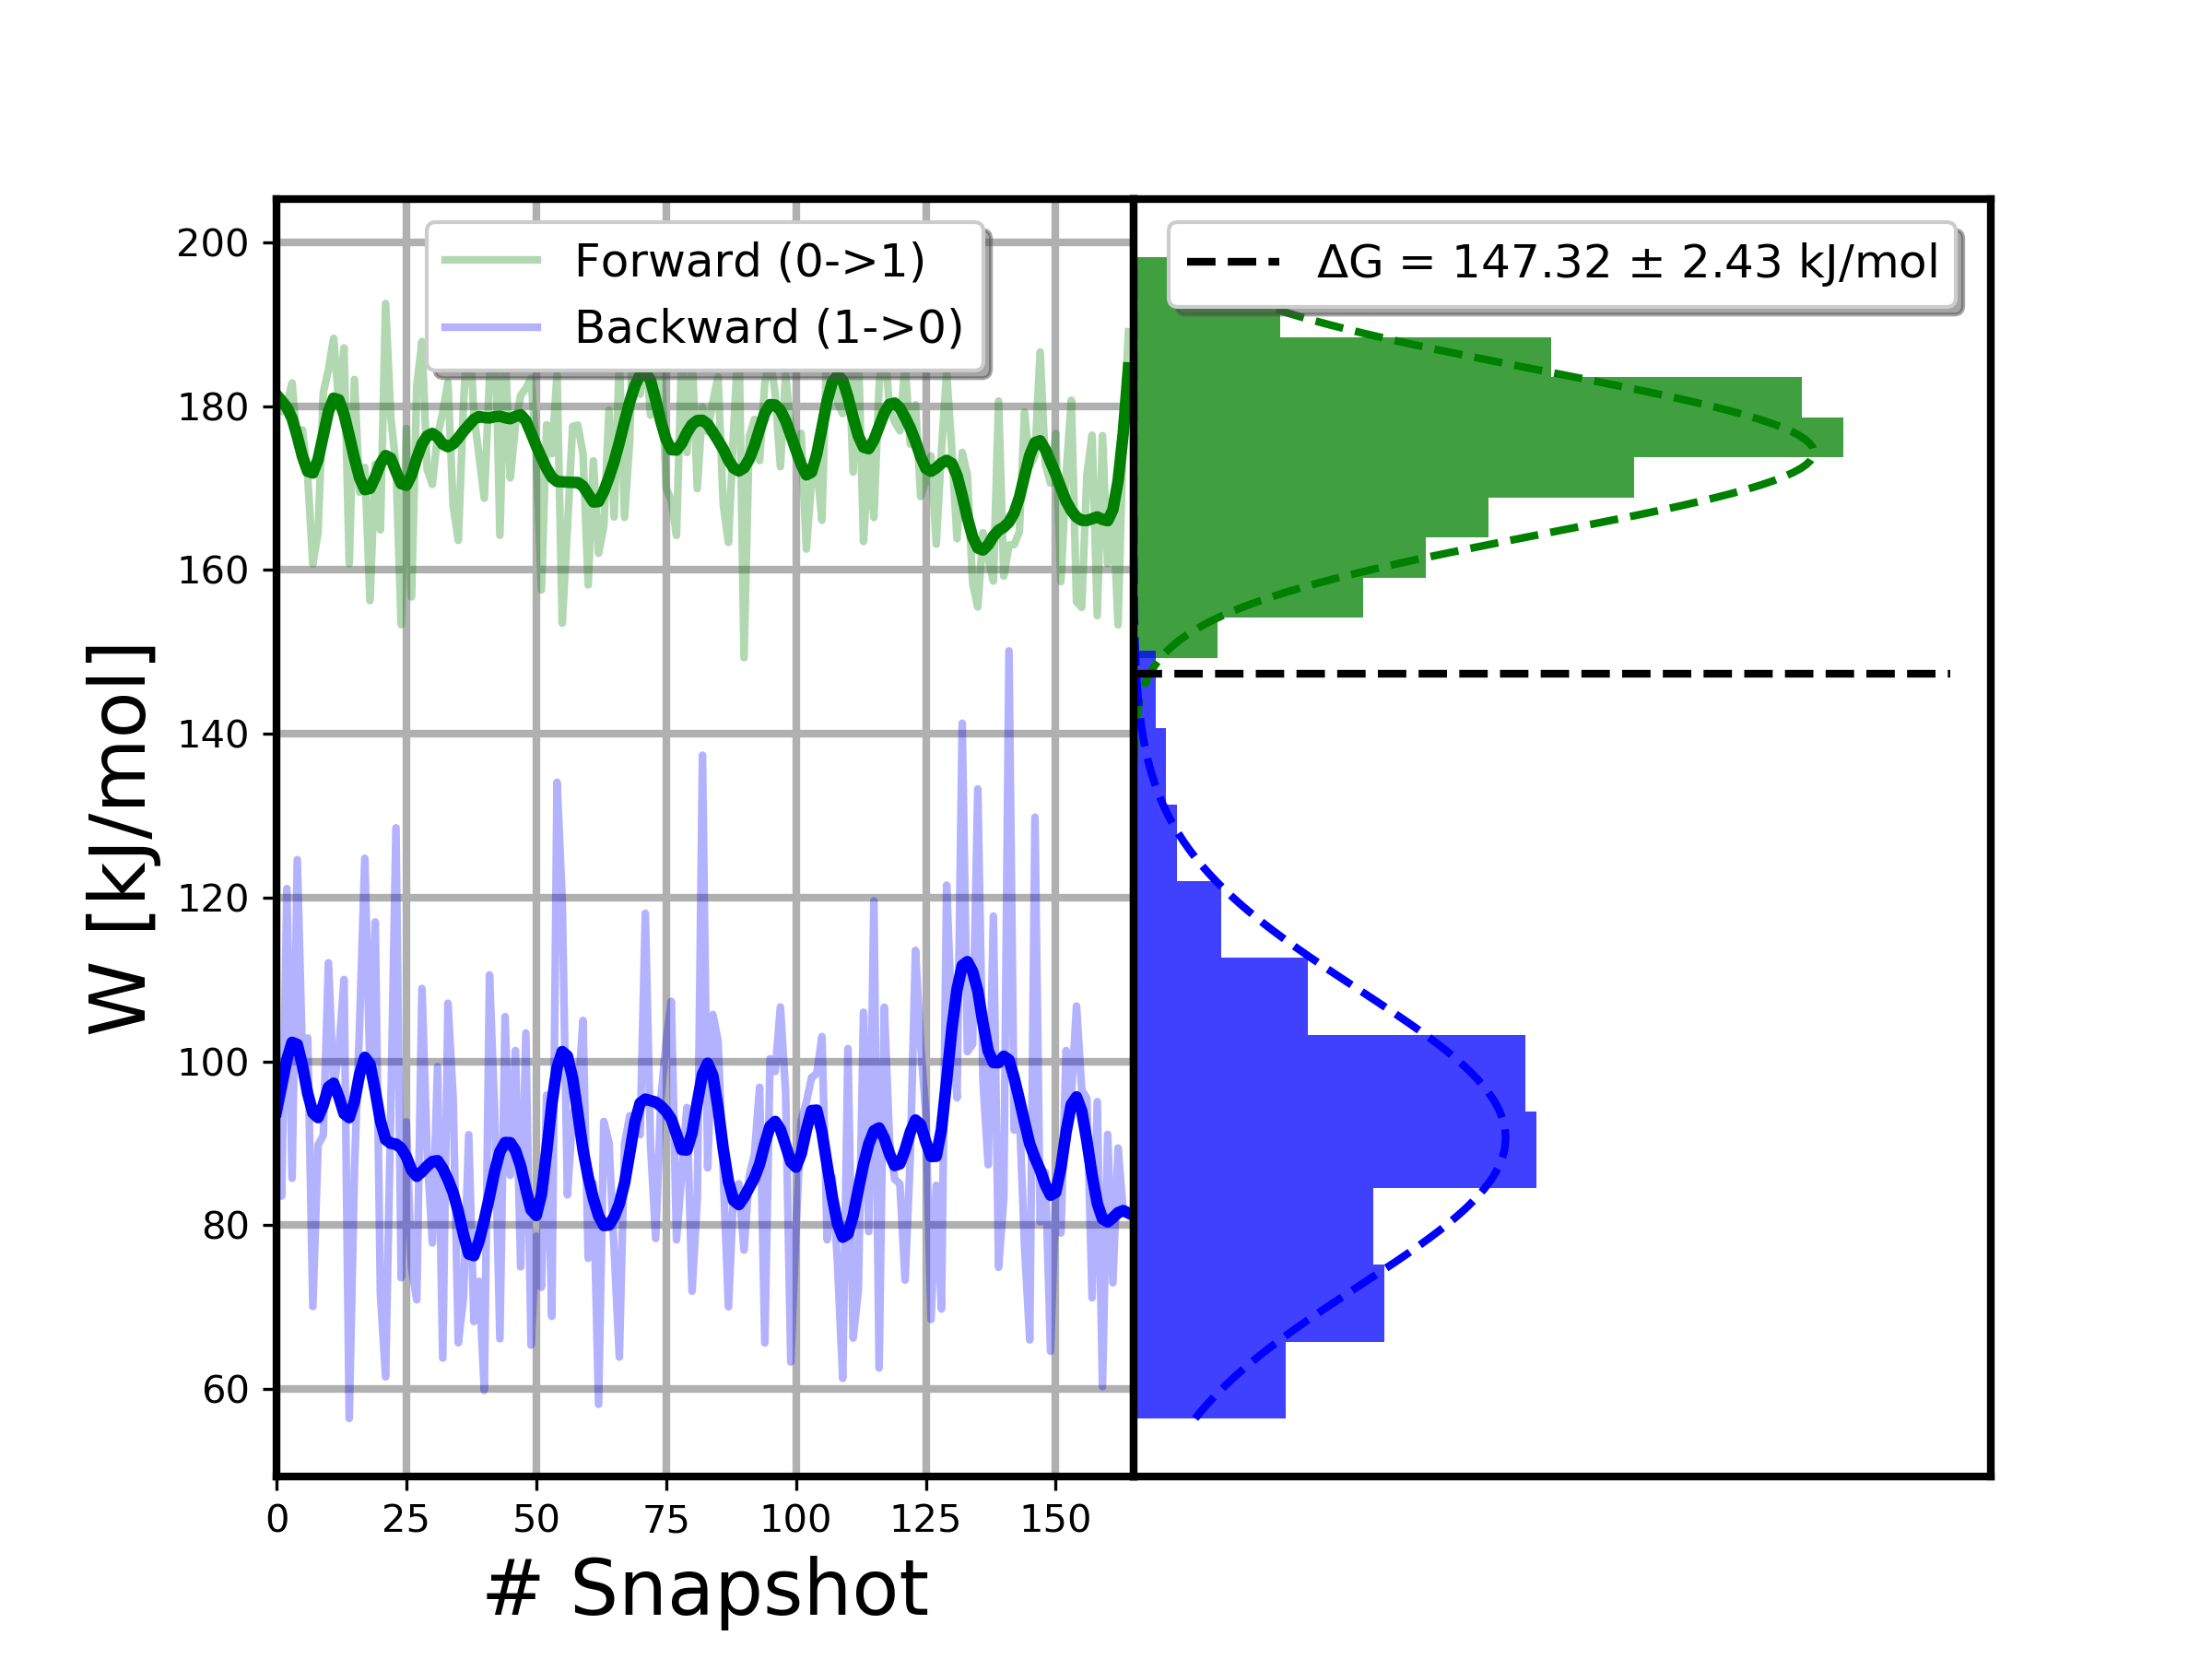 Forward (0->1)
Backward (1->0)
ΔG = 147.32 ± 2.43 kJ/mol
W [kJ/mol]
200
180
160
140
120
100
80
60
0 25 50 75 100 125 150
# Snapshot